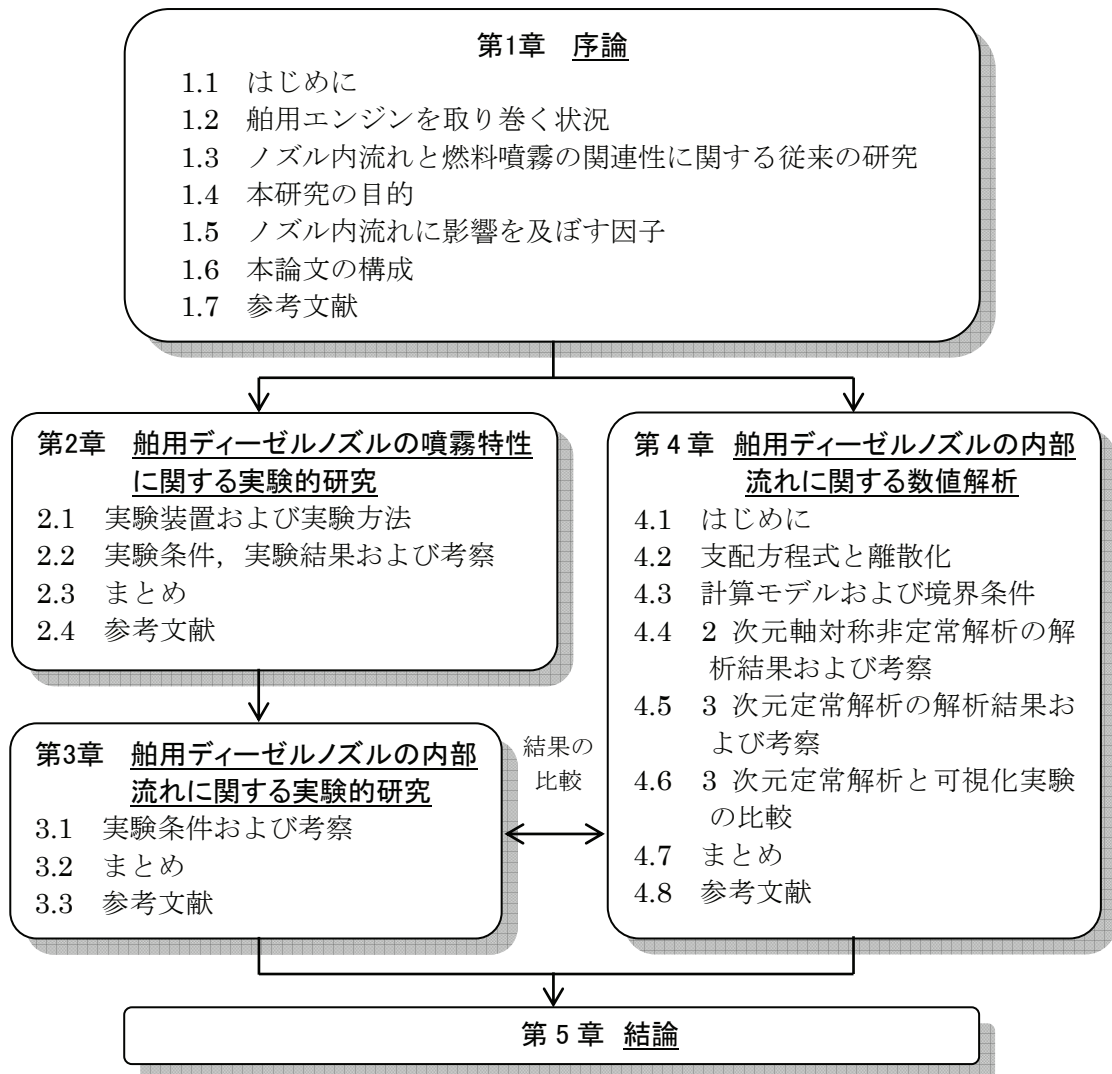 第1章 序論
1.1 はじめに
1.2 舶用エンジンを取り巻く状況
1.3 ノズル内流れと燃料噴霧の関連性に関する従来の研究
1.4 本研究の目的
1.5 ノズル内流れに影響を及ぼす因子
1.6 本論文の構成
1.7 参考文献
第2章 舶用ディーゼルノズルの噴霧特性
に関する実験的研究
2.1 実験装置および実験方法
2.2 実験条件，実験結果および考察
2.3 まとめ
2.4 参考文献
第3章 舶用ディーゼルノズルの内部
流れに関する実験的研究
3.1 実験条件および考察
3.2 まとめ
3.3 参考文献
結果の
比較
第 4 章 舶用ディーゼルノズルの内部
流れに関する数値解析
4.1 はじめに
4.2 支配方程式と離散化
4.3 計算モデルおよび境界条件
4.4 2 次元軸対称非定常解析の解
析結果および考察
4.5 3 次元定常解析の解析結果お
よび考察
4.6 3 次元定常解析と可視化実験
の比較
4.7 まとめ
4.8 参考文献
第 5 章 結論